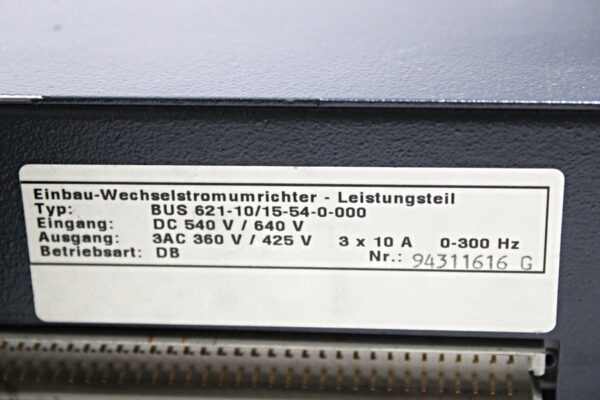 Einbau-Wechselstromumrichter - Leistungsteil
Typ: BUS 621-10/15-54-0-000
Eingang: DC 540 V / 640 V
Ausgang: 3AC 360 V / 425 V 3 x 10 A 0-300 Hz
Betriebsart: DB Nr.: 94311616 G